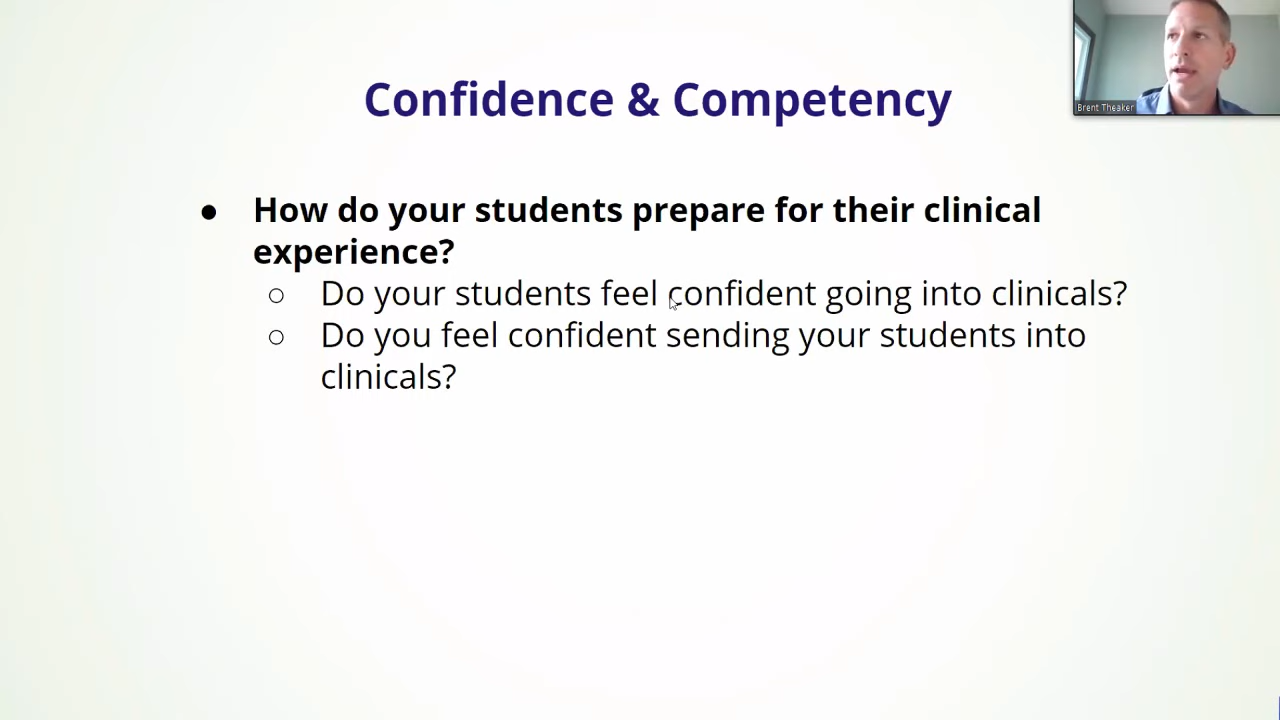 Confidence & Competency
Brent Theaker
● How do your students prepare for their clinical
experience?
○ Do your students feel confident going into clinicals?
○ Do you feel confident sending your students into
clinicals?